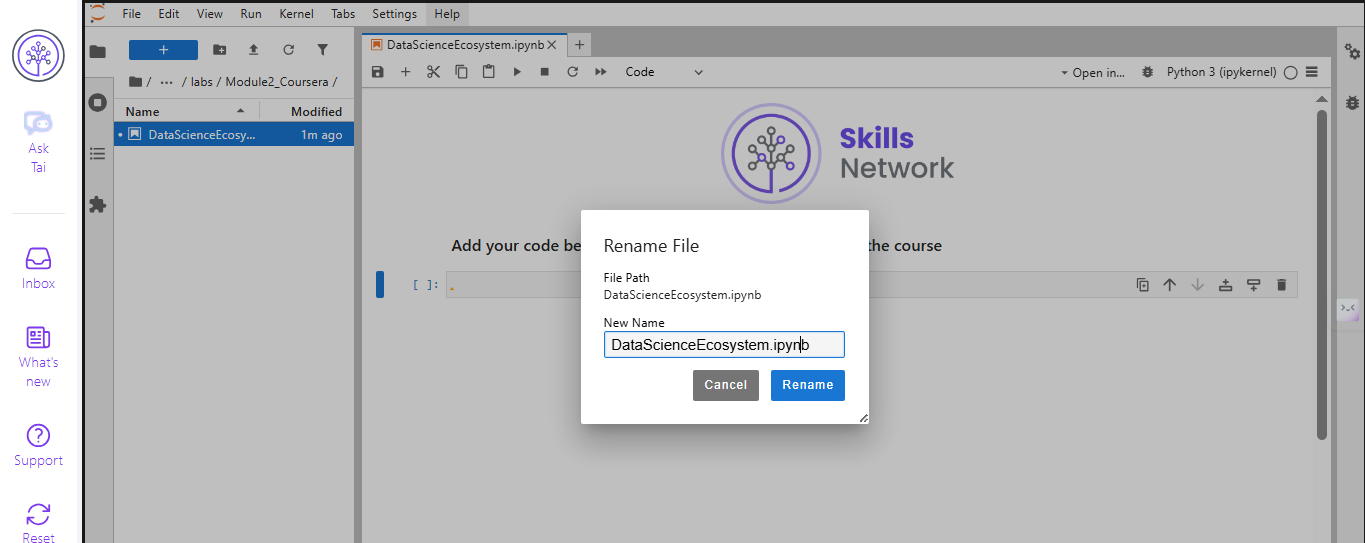 File Edit View Run Kernel Tabs Settings Help
Ask
Tai
Inbox
What's
new
Support
Reset
+
/ ··· / labs / Module2_Coursera /
Name Modified
• DataScienceEcosy... 1m ago
DataScienceEcosystem.ipynb × +
+ Code Open in... Python 3 (ipykernel)
Skills
Network
Add your code be the course
[ ]:
Rename File
File Path
DataScienceEcosystem.ipynb
New Name
DataScienceEcosystem.ipynb
Cancel Rename